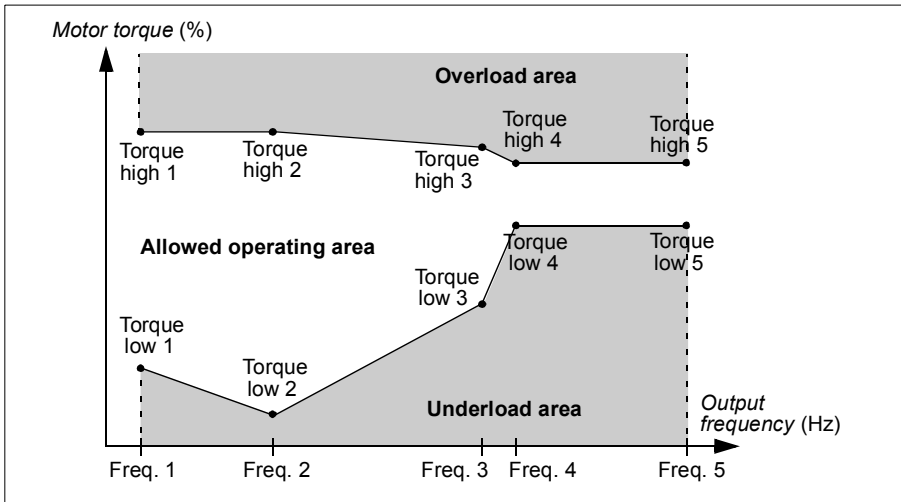 Motor torque (%)
Overload area
Torque
high 1
Torque
high 2
Torque
high 3
Torque
high 4
Torque
high 5
Allowed operating area
Torque
low 1
Torque
low 2
Torque
low 3
Torque
low 4
Torque
low 5
Underload area
Output
frequency (Hz)
Freq. 1
Freq. 2
Freq. 3
Freq. 4
Freq. 5